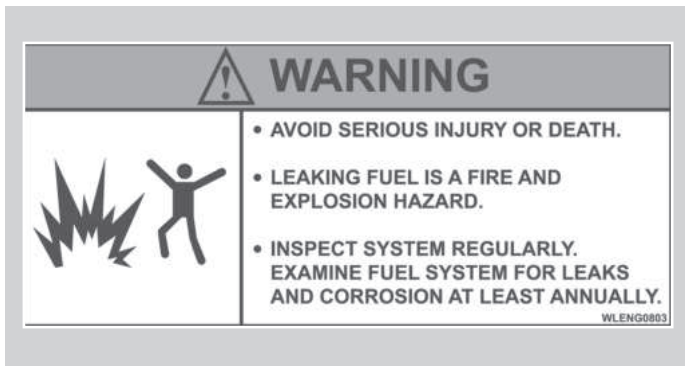 WARNING
• AVOID SERIOUS INJURY OR DEATH.
• LEAKING FUEL IS A FIRE AND
EXPLOSION HAZARD.
• INSPECT SYSTEM REGULARLY.
EXAMINE FUEL SYSTEM FOR LEAKS
AND CORROSION AT LEAST ANNUALLY.
WLENG0803